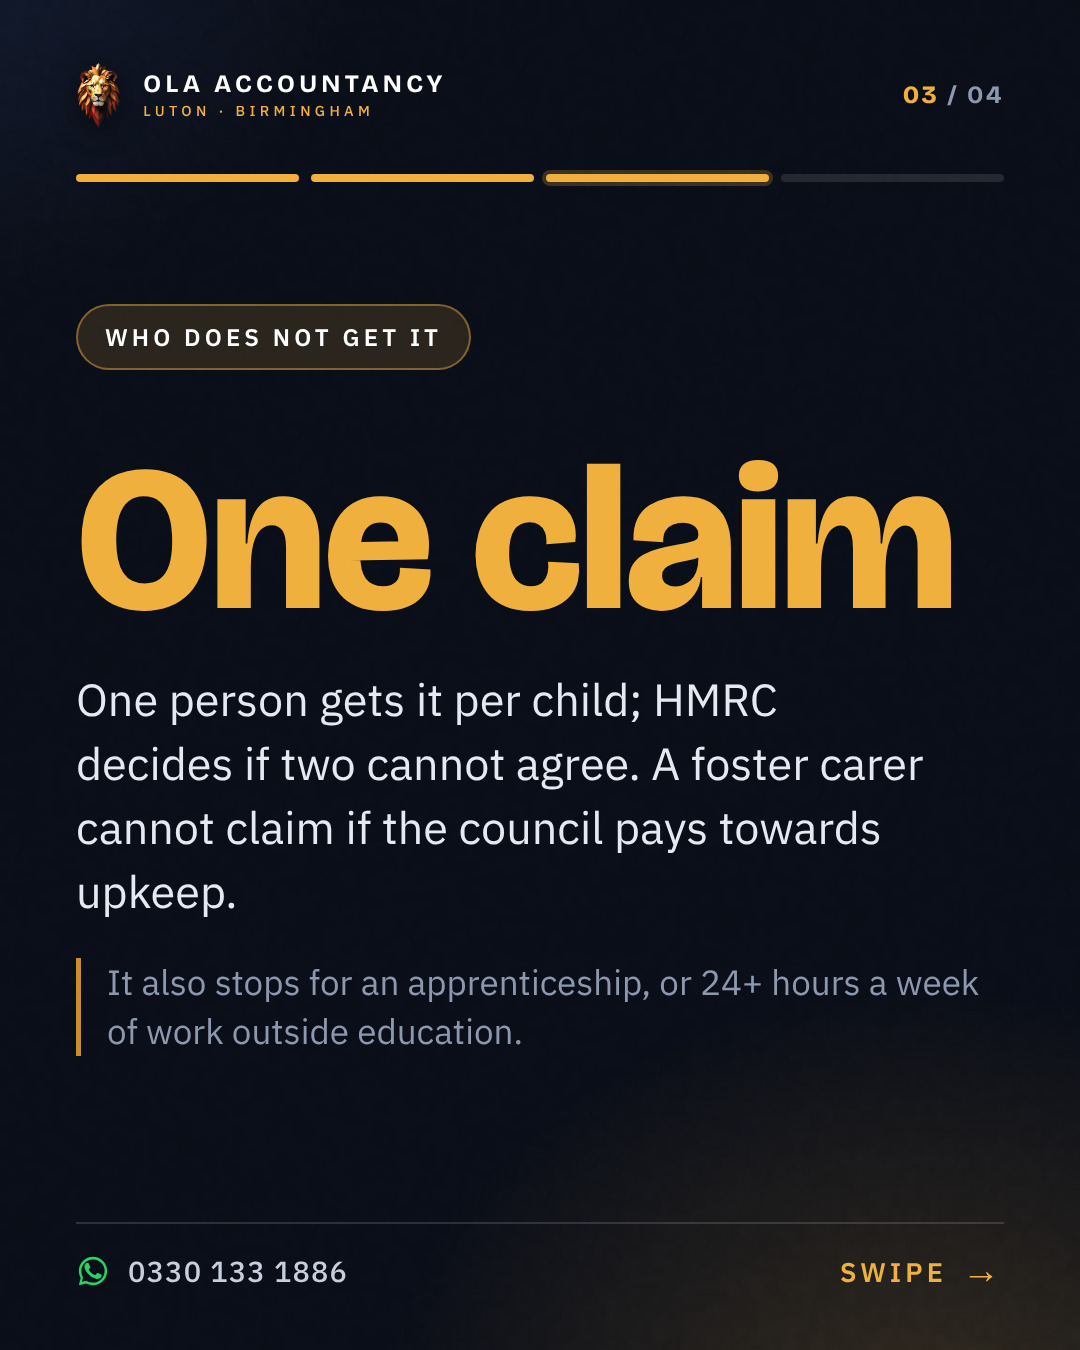 OLA ACCOUNTANCY
LUTON · BIRMINGHAM
03 / 04
WHO DOES NOT GET IT
One claim
One person gets it per child; HMRC
decides if two cannot agree. A foster carer
cannot claim if the council pays towards
upkeep.
It also stops for an apprenticeship, or 24+ hours a week
of work outside education.
0330 133 1886
SWIPE →